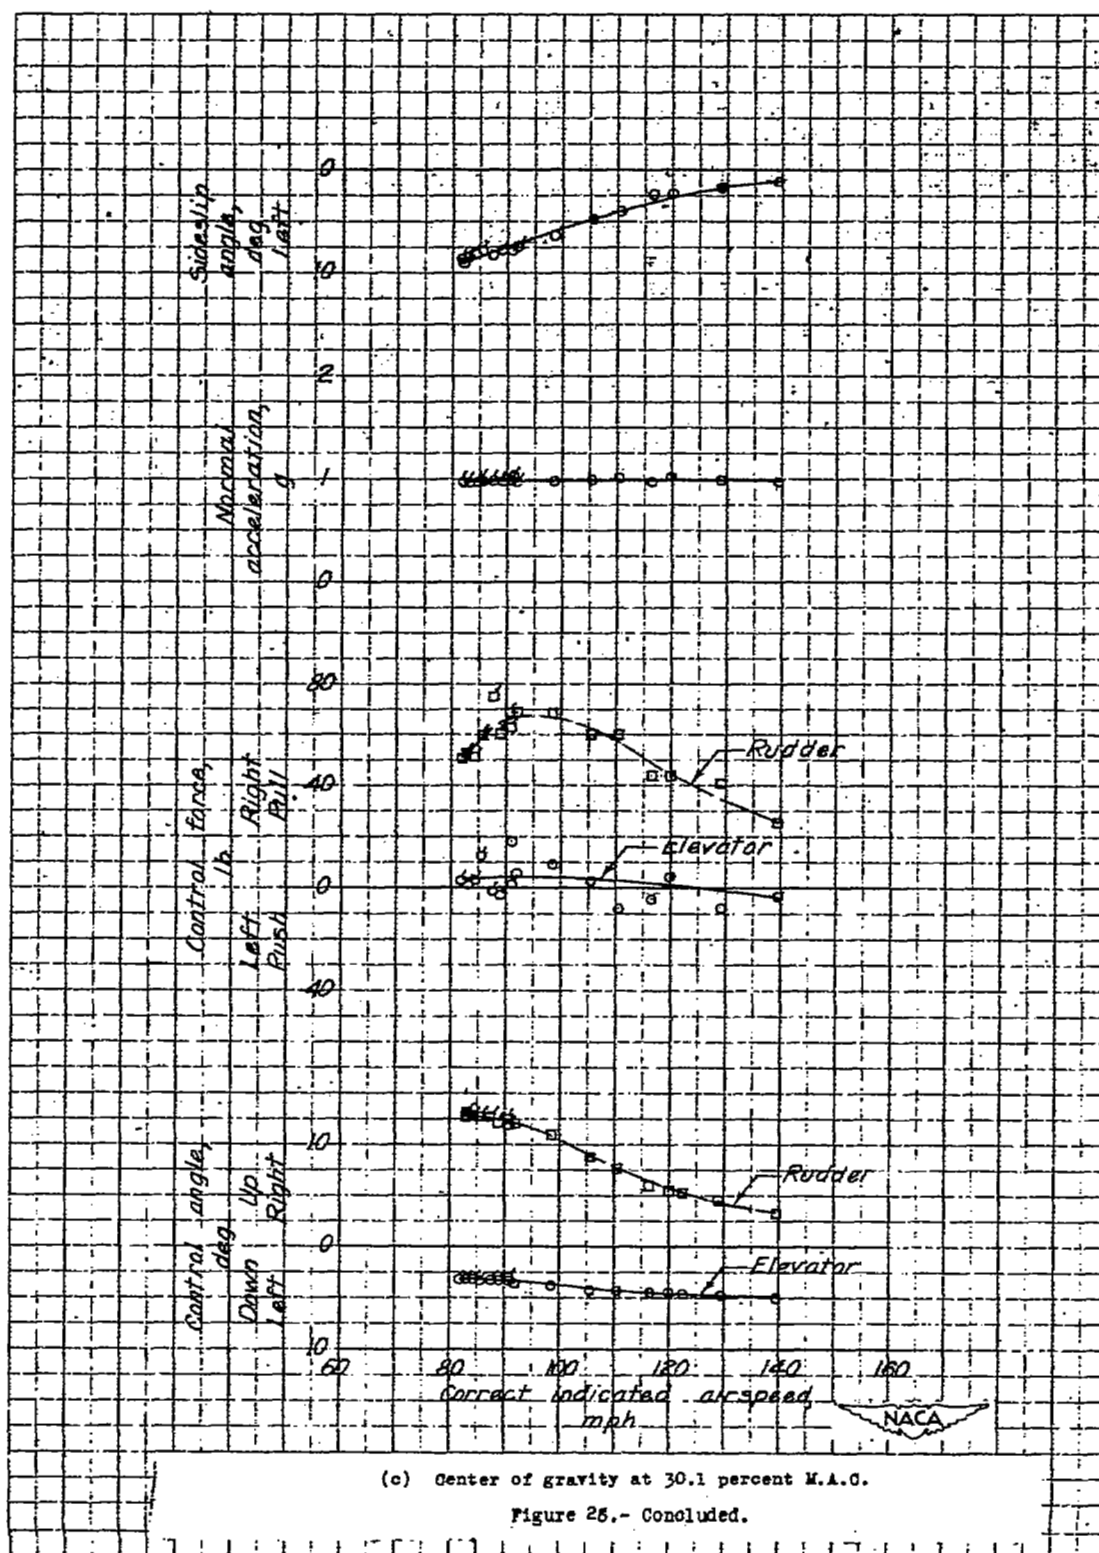 Sideslip
angle,
deg
Left
0
10
Normal
acceleration,
g
2
1
0
Control force,
lb
Left Right
Push Pull
80
40
0
40
Rudder
Elevator
Control angle,
deg
Down Up
Left Right
10
0
10
Rudder
Elevator
60 80 100 120 140 160
Correct indicated airspeed,
mph
NACA
(c) Center of gravity at 30.1 percent M.A.C.
Figure 28.- Concluded.